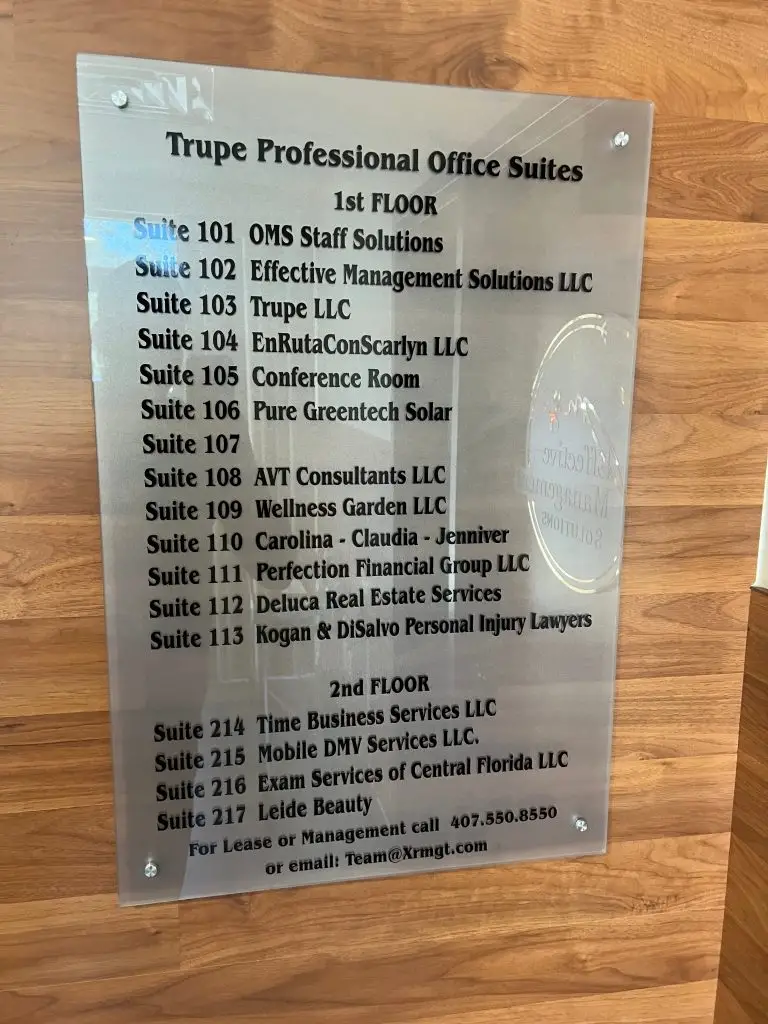 Trupe Professional Office Suites
1st FLOOR
Suite 101 OMS Staff Solutions
Suite 102 Effective Management Solutions LLC
Suite 103 Trupe LLC
Suite 104 EnRutaConScarlyn LLC
Suite 105 Conference Room
Suite 106 Pure Greentech Solar
Suite 107
Suite 108 AVT Consultants LLC
Suite 109 Wellness Garden LLC
Suite 110 Carolina - Claudia - Jenniver
Suite 111 Perfection Financial Group LLC
Suite 112 Deluca Real Estate Services
Suite 113 Kogan & DiSalvo Personal Injury Lawyers
2nd FLOOR
Suite 214 Time Business Services LLC
Suite 215 Mobile DMV Services LLC.
Suite 216 Exam Services of Central Florida LLC
Suite 217 Leide Beauty
For Lease or Management call 407.550.8550
or email: Team@Xrmgt.com
Effective
Management
SOLUTIONS